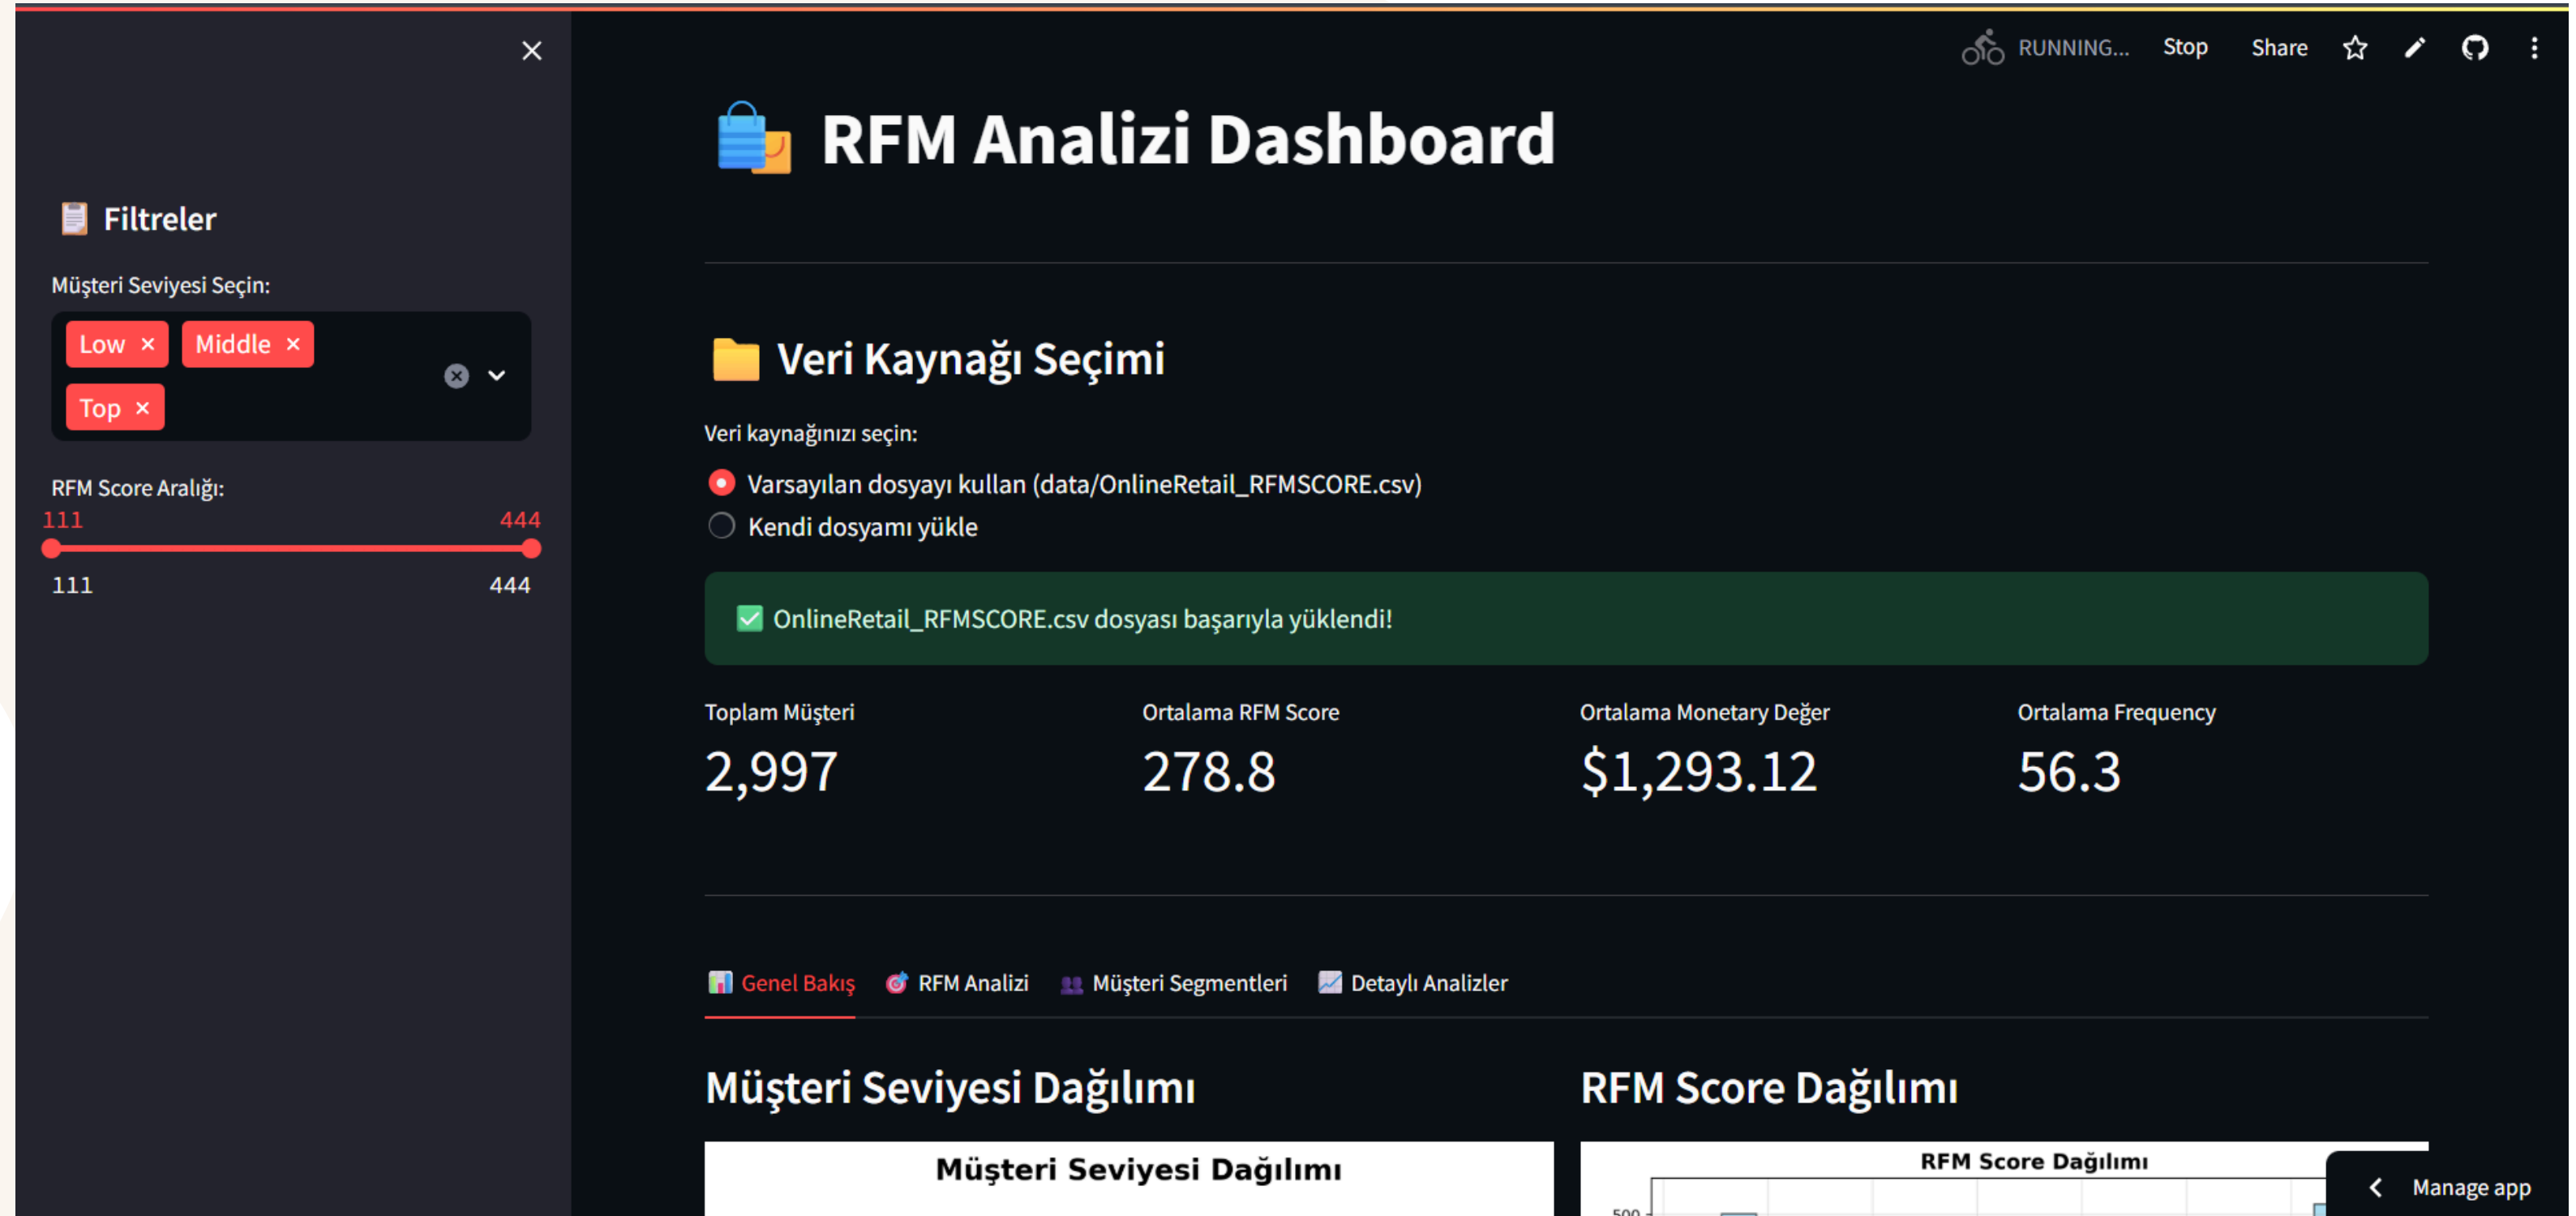 RUNNING...
Stop
Share
RFM Analizi Dashboard
Filtreler
Müşteri Seviyesi Seçin:
Low × Middle ×
Top ×
RFM Score Aralığı:
111 444
111 444
Veri Kaynağı Seçimi
Veri kaynağınızı seçin:
Varsayılan dosyayı kullan (data/OnlineRetail_RFMSCORE.csv)
Kendi dosyamı yükle
OnlineRetail_RFMSCORE.csv dosyası başarıyla yüklendi!
Toplam Müşteri
2,997
Ortalama RFM Score
278.8
Ortalama Monetary Değer
$1,293.12
Ortalama Frequency
56.3
Genel Bakış
RFM Analizi
Müşteri Segmentleri
Detaylı Analizler
Müşteri Seviyesi Dağılımı
Müşteri Seviyesi Dağılımı
RFM Score Dağılımı
RFM Score Dağılımı
500
Manage app